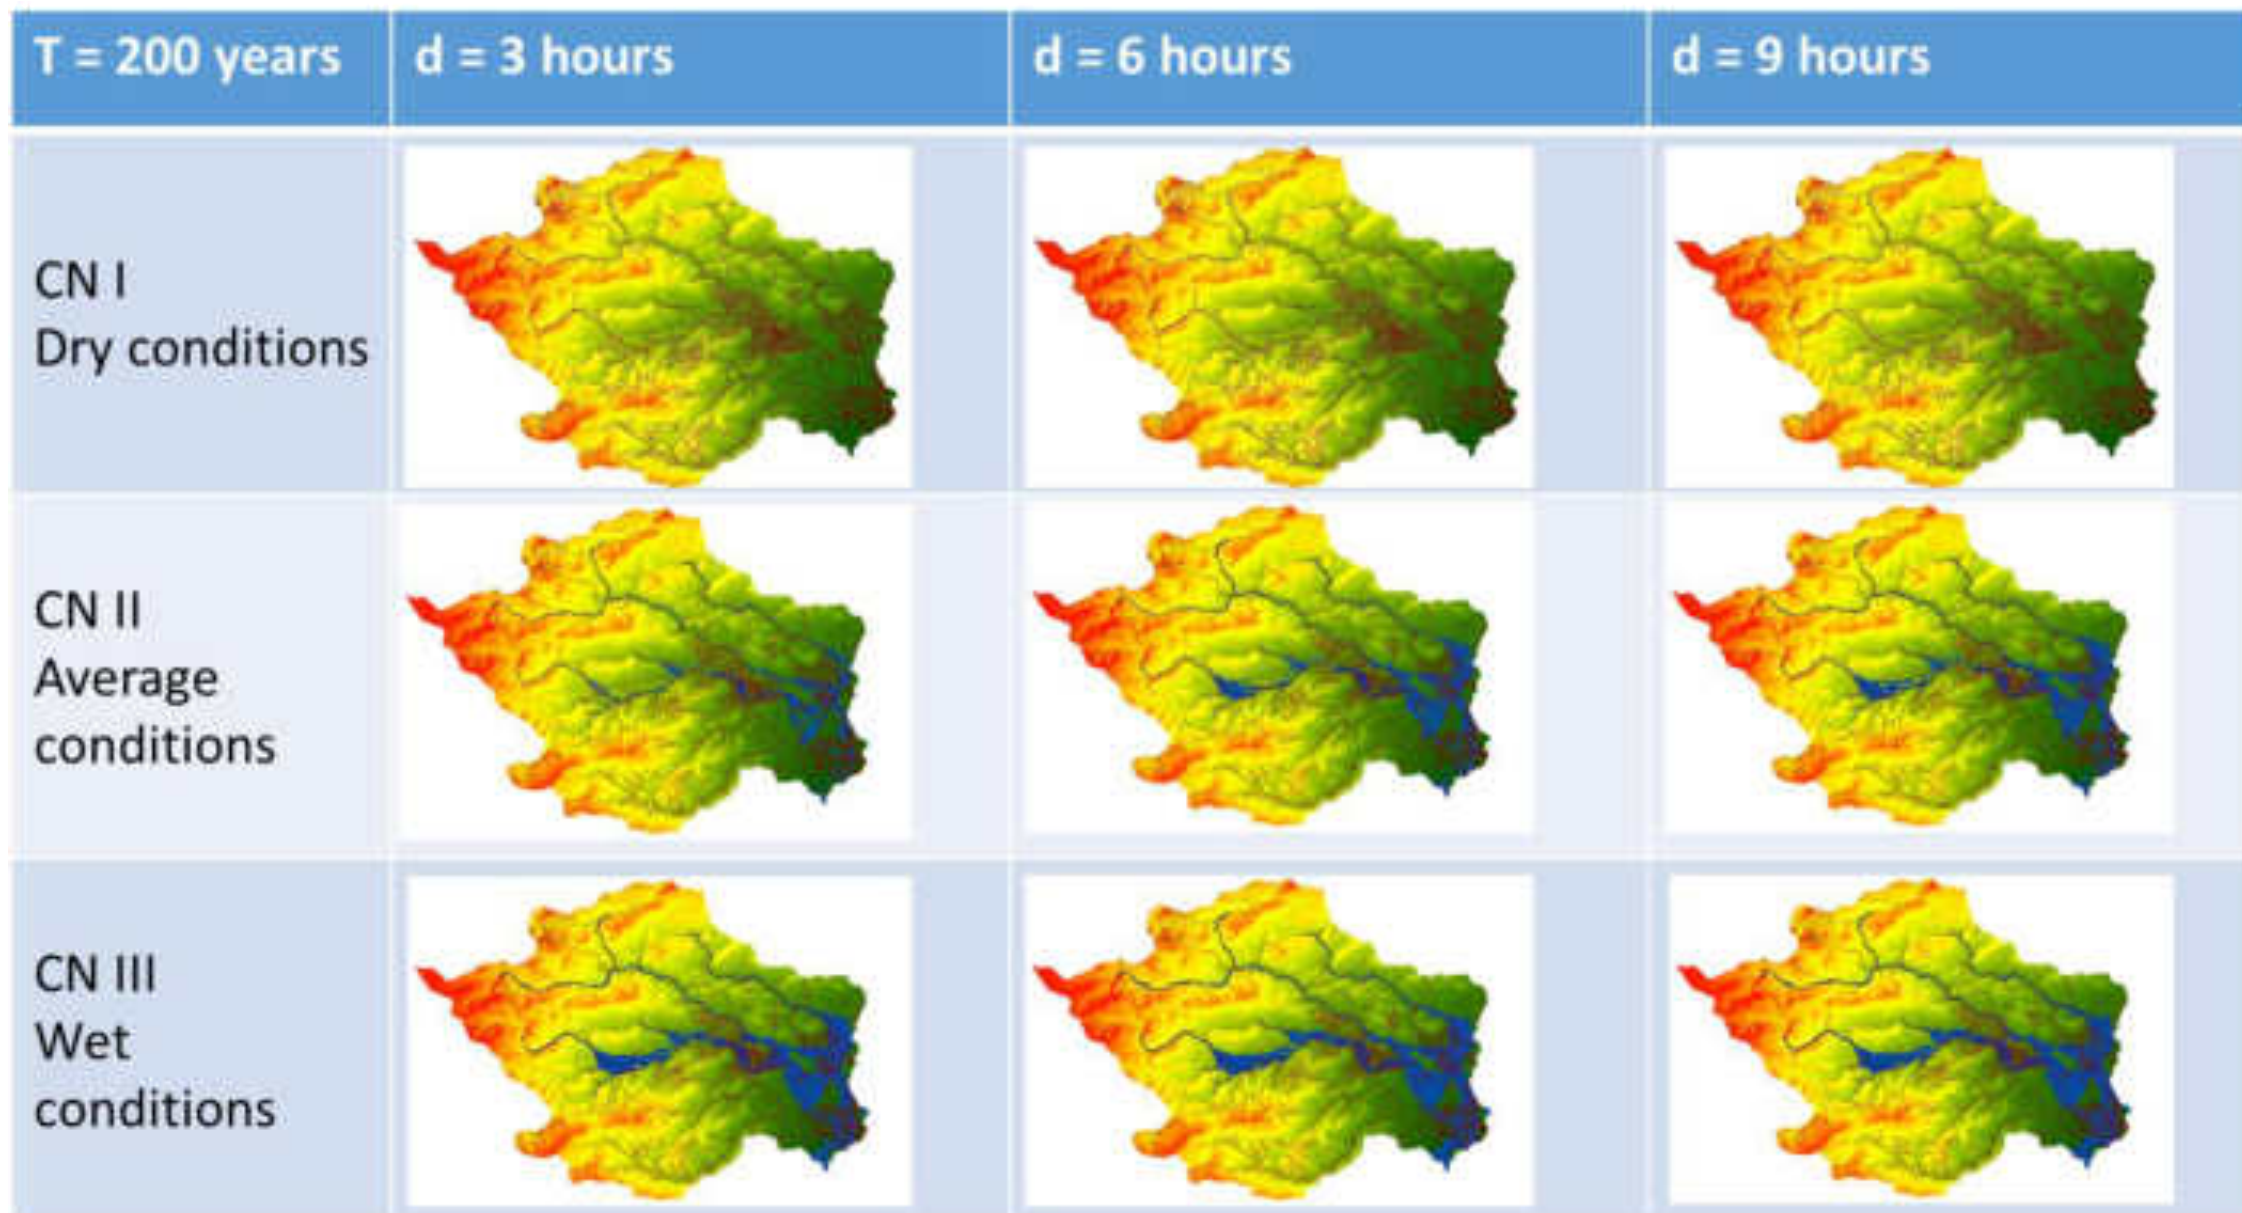 T = 200 years
d = 3 hours
d = 6 hours
d = 9 hours
CN I
Dry conditions
CN II
Average
conditions
CN III
Wet
conditions